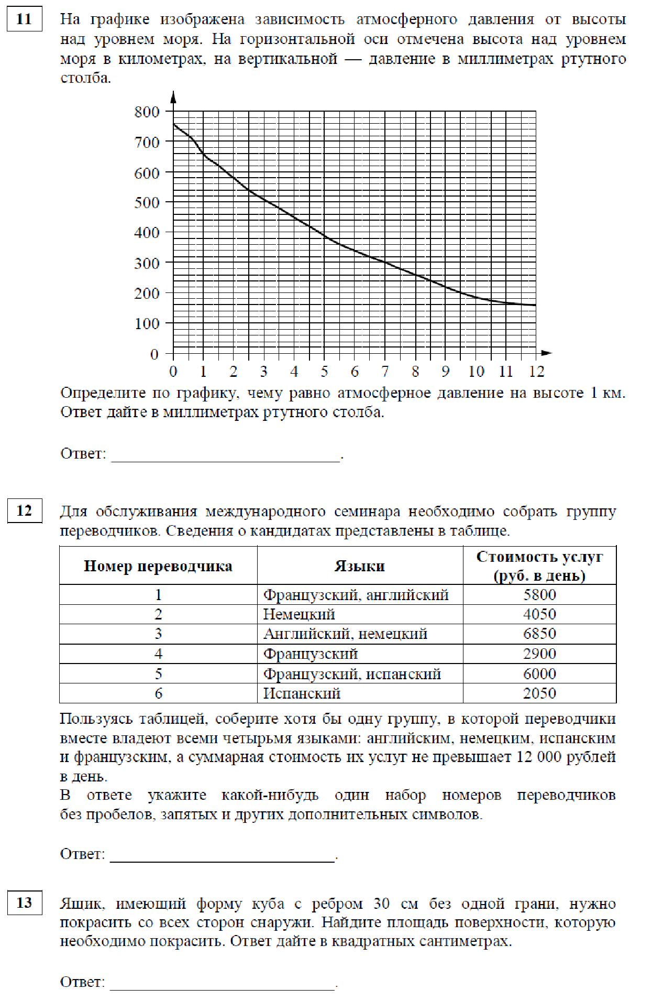 11
На графике изображена зависимость атмосферного давления от высоты
над уровнем моря. На горизонтальной оси отмечена высота над уровнем
моря в километрах, на вертикальной — давление в миллиметрах ртутного
столба.
800
700
600
500
400
300
200
100
0
0 1 2 3 4 5 6 7 8 9 10 11 12
Определите по графику, чему равно атмосферное давление на высоте 1 км.
Ответ дайте в миллиметрах ртутного столба.
Ответ: ____________________________.
12
Для обслуживания международного семинара необходимо собрать группу
переводчиков. Сведения о кандидатах представлены в таблице.
Номер переводчика Языки Стоимость услуг
(руб. в день)
1 Французский, английский 5800
2 Немецкий 4050
3 Английский, немецкий 6850
4 Французский 2900
5 Французский, испанский 6000
6 Испанский 2050
Пользуясь таблицей, соберите хотя бы одну группу, в которой переводчики
вместе владеют всеми четырьмя языками: английским, немецким, испанским
и французским, а суммарная стоимость их услуг не превышает 12 000 рублей
в день.
В ответе укажите какой-нибудь один набор номеров переводчиков
без пробелов, запятых и других дополнительных символов.
Ответ: ____________________________.
13
Ящик, имеющий форму куба с ребром 30 см без одной грани, нужно
покрасить со всех сторон снаружи. Найдите площадь поверхности, которую
необходимо покрасить. Ответ дайте в квадратных сантиметрах.
Ответ: ____________________________.